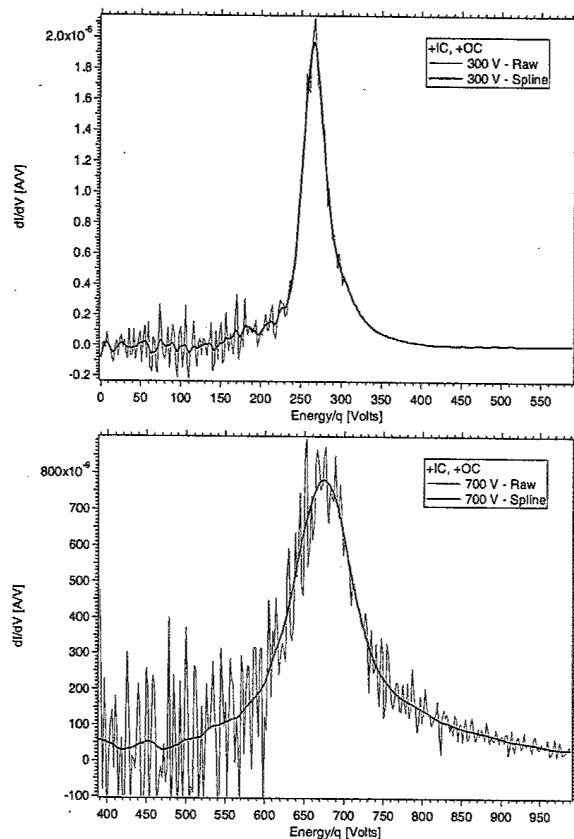 2.0x10⁻⁶
1.8
1.6
1.4
1.2
1.0
0.8
0.6
0.4
0.2
0.0
-0.2
dI/dV [A/V]
+IC, +OC
300 V - Raw
300 V - Spline
0 50 100 150 200 250 300 350 400 450 500 550
Energy/q [Volts]
800x10⁻⁹
700
600
500
400
300
200
100
0
-100
dI/dV [A/V]
+IC, +OC
700 V - Raw
700 V - Spline
400 450 500 550 600 650 700 750 800 850 900 950
Energy/q [Volts]